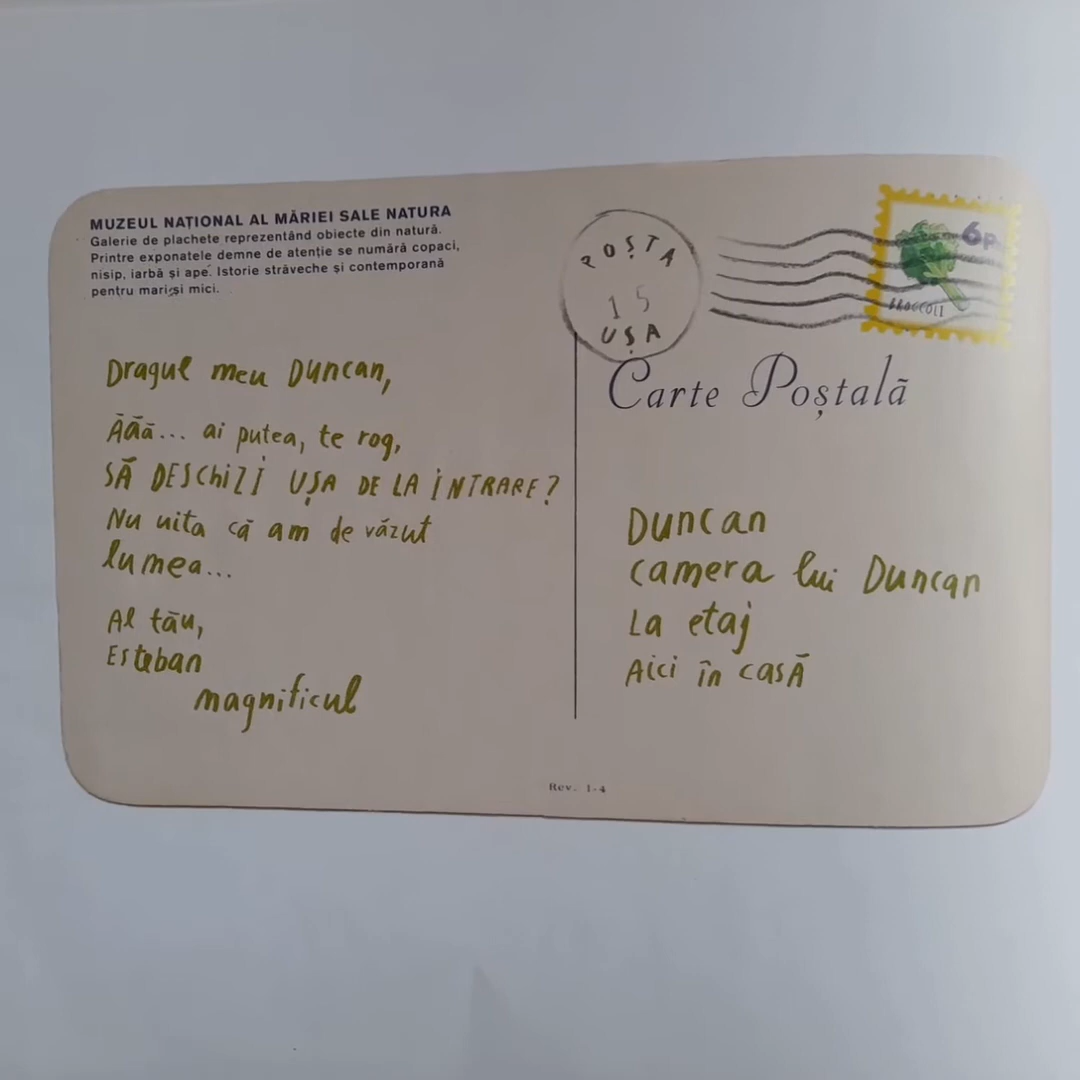 MUZEUL NAȚIONAL AL MĂRIEI SALE NATURA
Galerie de plachete reprezentând obiecte din natură.
Printre exponatele demne de atenție se numără copaci,
nisip, iarbă și ape. Istorie străveche și contemporană
pentru mari și mici.
Dragul meu Duncan,
Ăăă... ai putea, te rog,
SĂ DESCHIZI UȘA DE LA INTRARE?
Nu uita că am de văzut
lumea...
Al tău,
Esteban
magnificul
POȘTA
15
UȘA
6p
BROCCOLI
Carte Poștală
Duncan
camera lui Duncan
La etaj
Aici în casă
Rev. 1-4